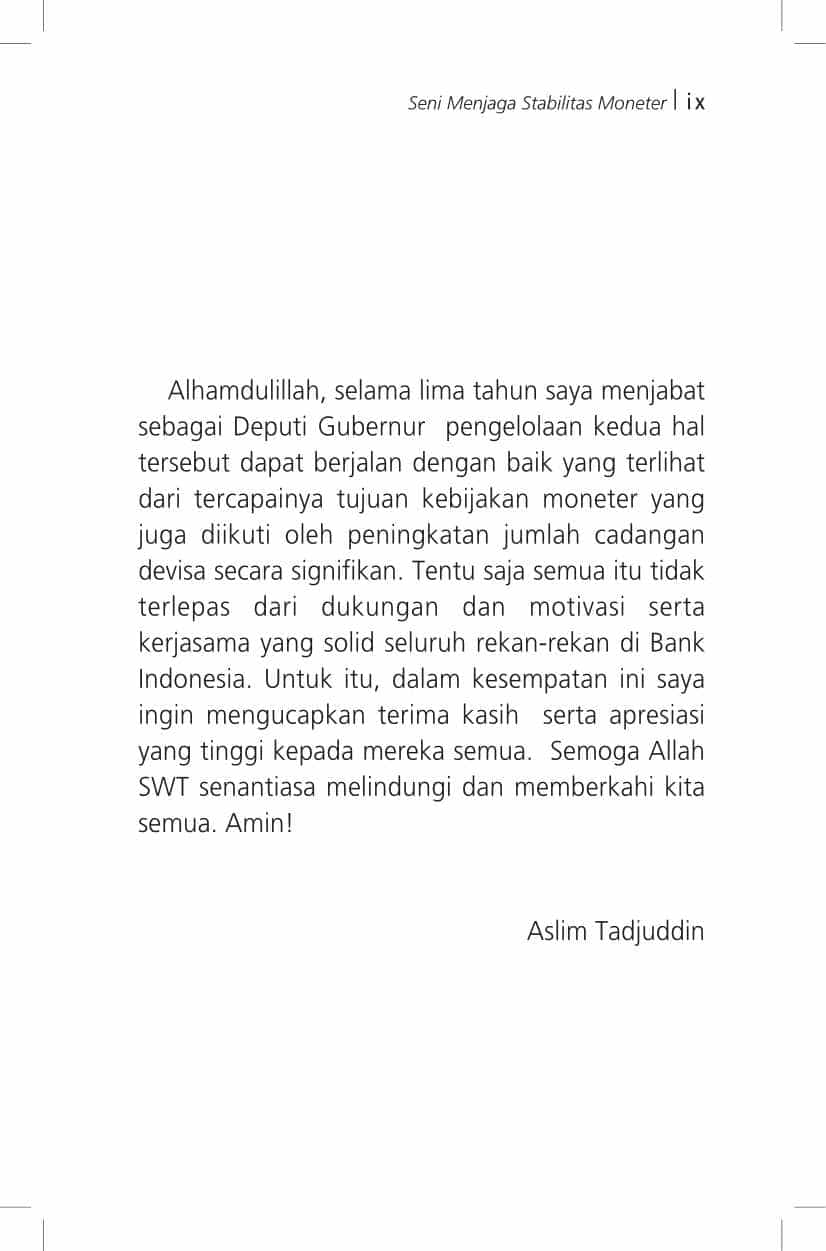 Seni Menjaga Stabilitas Moneter | ix
Alhamdulillah, selama lima tahun saya menjabat
sebagai Deputi Gubernur pengelolaan kedua hal
tersebut dapat berjalan dengan baik yang terlihat
dari tercapainya tujuan kebijakan moneter yang
juga diikuti oleh peningkatan jumlah cadangan
devisa secara signifikan. Tentu saja semua itu tidak
terlepas dari dukungan dan motivasi serta
kerjasama yang solid seluruh rekan-rekan di Bank
Indonesia. Untuk itu, dalam kesempatan ini saya
ingin mengucapkan terima kasih serta apresiasi
yang tinggi kepada mereka semua. Semoga Allah
SWT senantiasa melindungi dan memberkahi kita
semua. Amin!
Aslim Tadjuddin